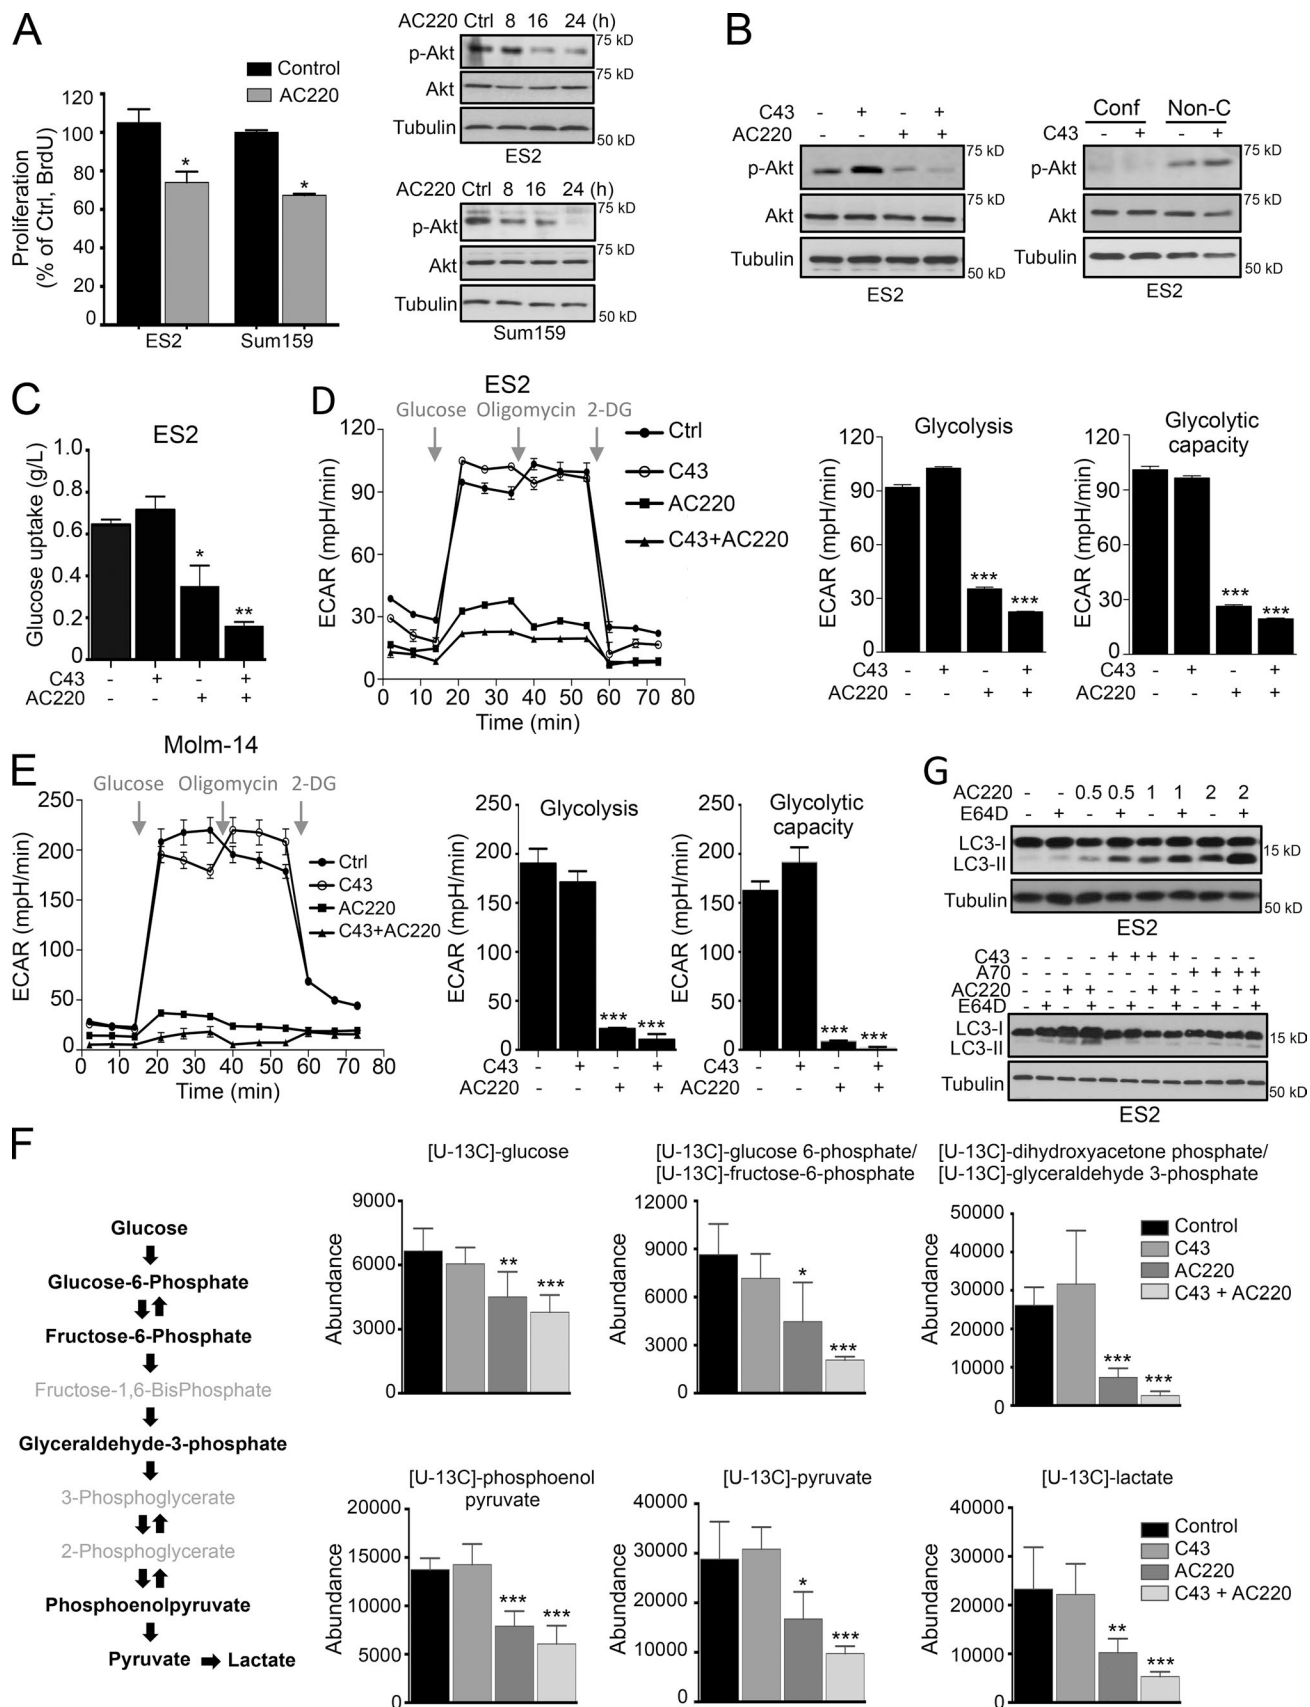 A
Control
AC220
Proliferation
(% of Ctrl, BrdU)
120
100
80
60
40
20
0
*
*
ES2
Sum159
AC220 Ctrl 8 16 24 (h)
p-Akt
75 kD
Akt
75 kD
Tubulin
50 kD
ES2
AC220 Ctrl 8 16 24 (h)
p-Akt
75 kD
Akt
75 kD
Tubulin
50 kD
Sum159
B
C43 - + - +
AC220 - - + +
p-Akt
75 kD
Akt
75 kD
Tubulin
50 kD
ES2
Conf Non-C
C43 - + - +
p-Akt
75 kD
Akt
75 kD
Tubulin
50 kD
ES2
C
ES2
Glucose uptake (g/L)
1.0
0.8
0.6
0.4
0.2
0
*
**
C43 - + - +
AC220 - - + +
D
ES2
Glucose Oligomycin 2-DG
Ctrl
C43
AC220
C43+AC220
ECAR (mpH/min)
120
90
60
30
0
0 10 20 30 40 50 60 70 80
Time (min)
Glycolysis
ECAR (mpH/min)
120
90
60
30
0
***
***
C43 - + - +
AC220 - - + +
Glycolytic
capacity
ECAR (mpH/min)
120
90
60
30
0
***
***
C43 - + - +
AC220 - - + +
E
Molm-14
Glucose Oligomycin 2-DG
Ctrl
C43
AC220
C43+AC220
ECAR (mpH/min)
250
200
150
100
50
0
0 10 20 30 40 50 60 70 80
Time (min)
Glycolysis
ECAR (mpH/min)
250
200
150
100
50
0
***
***
C43 - + - +
AC220 - - + +
Glycolytic
capacity
ECAR (mpH/min)
250
200
150
100
50
0
***
***
C43 - + - +
AC220 - - + +
G
AC220 - - 0.5 0.5 1 1 2 2
E64D - + - + - + - +
LC3-I
LC3-II
15 kD
Tubulin
50 kD
ES2
C43 - - - - + + + + - - - -
A70 - - - - - - - - + + + +
AC220 - - + + - - + + - - + +
E64D - + - + - + - + - + - +
LC3-I
LC3-II
15 kD
Tubulin
50 kD
ES2
F
Glucose
Glucose-6-Phosphate
Fructose-6-Phosphate
Fructose-1,6-BisPhosphate
Glyceraldehyde-3-phosphate
3-Phosphoglycerate
2-Phosphoglycerate
Phosphoenolpyruvate
Pyruvate Lactate
[U-13C]-glucose
Abundance
9000
6000
3000
0
**
***
[U-13C]-glucose 6-phosphate/
[U-13C]-fructose-6-phosphate
Abundance
12000
9000
6000
3000
0
*
***
[U-13C]-dihydroxyacetone phosphate/
[U-13C]-glyceraldehyde 3-phosphate
Abundance
50000
40000
30000
20000
10000
0
***
***
Control
C43
AC220
C43 + AC220
[U-13C]-phosphoenol
pyruvate
Abundance
20000
15000
10000
5000
0
***
***
[U-13C]-pyruvate
Abundance
40000
30000
20000
10000
0
*
***
[U-13C]-lactate
Abundance
40000
30000
20000
10000
0
**
***
Control
C43
AC220
C43 + AC220